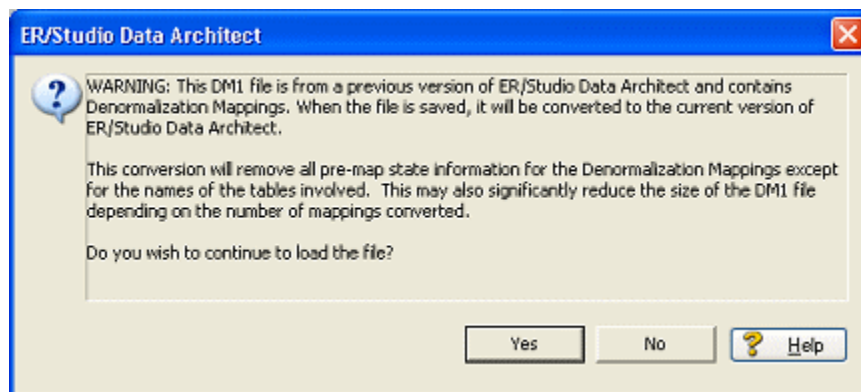 ER/Studio Data Architect
WARNING: This DM1 file is from a previous version of ER/Studio Data Architect and contains
Denormalization Mappings. When the file is saved, it will be converted to the current version of
ER/Studio Data Architect.
This conversion will remove all pre-map state information for the Denormalization Mappings except
for the names of the tables involved. This may also significantly reduce the size of the DM1 file
depending on the number of mappings converted.
Do you wish to continue to load the file?
Yes No Help